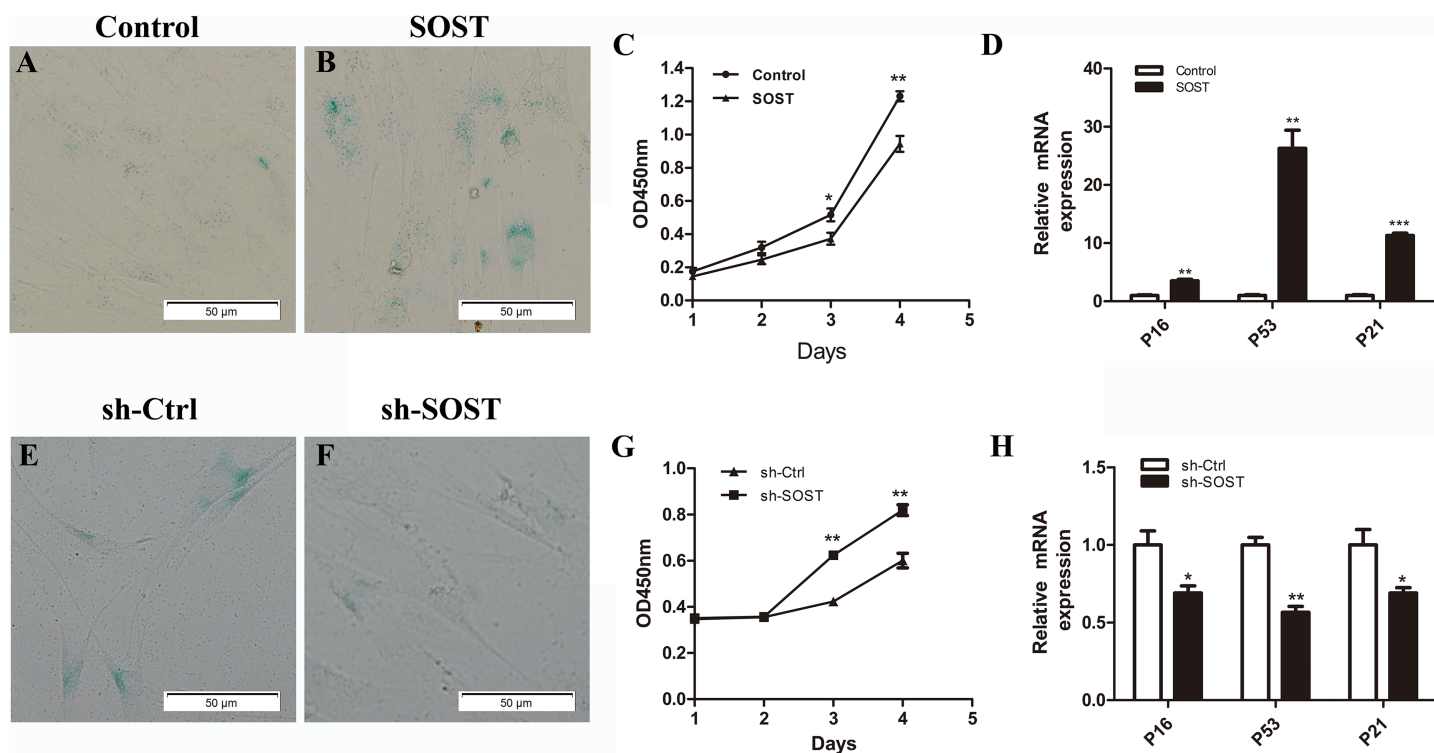 Control
SOST
A
B
50 μm
50 μm
C
OD450nm
1.4
1.2
1.0
0.8
0.6
0.4
0.2
0.0
Control
SOST
*
**
1 2 3 4 5
Days
D
Relative mRNA
expression
40
30
20
10
0
Control
SOST
**
**
***
P16 P53 P21
sh-Ctrl
sh-SOST
E
F
50 μm
50 μm
G
OD450nm
1.0
0.8
0.6
0.4
0.2
0.0
sh-Ctrl
sh-SOST
**
**
1 2 3 4 5
Days
H
Relative mRNA
expression
1.5
1.0
0.5
0.0
sh-Ctrl
sh-SOST
*
**
*
P16 P53 P21